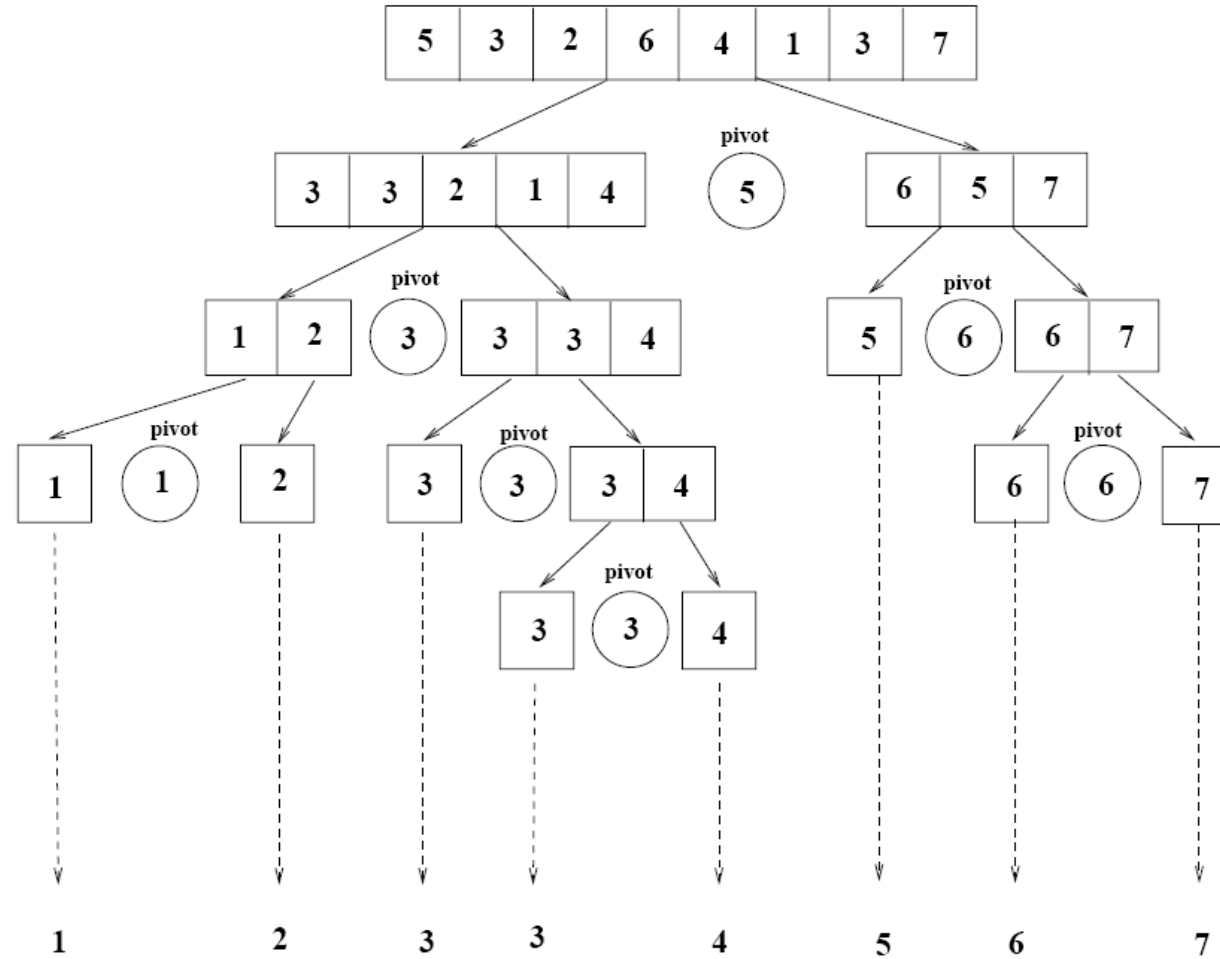 5 3 2 6 4 1 3 7
pivot
3 3 2 1 4 5 6 5 7
pivot pivot
1 2 3 3 3 4 5 6 6 7
pivot pivot pivot
1 1 2 3 3 3 4 6 6 7
pivot
3 3 4
1 2 3 3 4 5 6 7